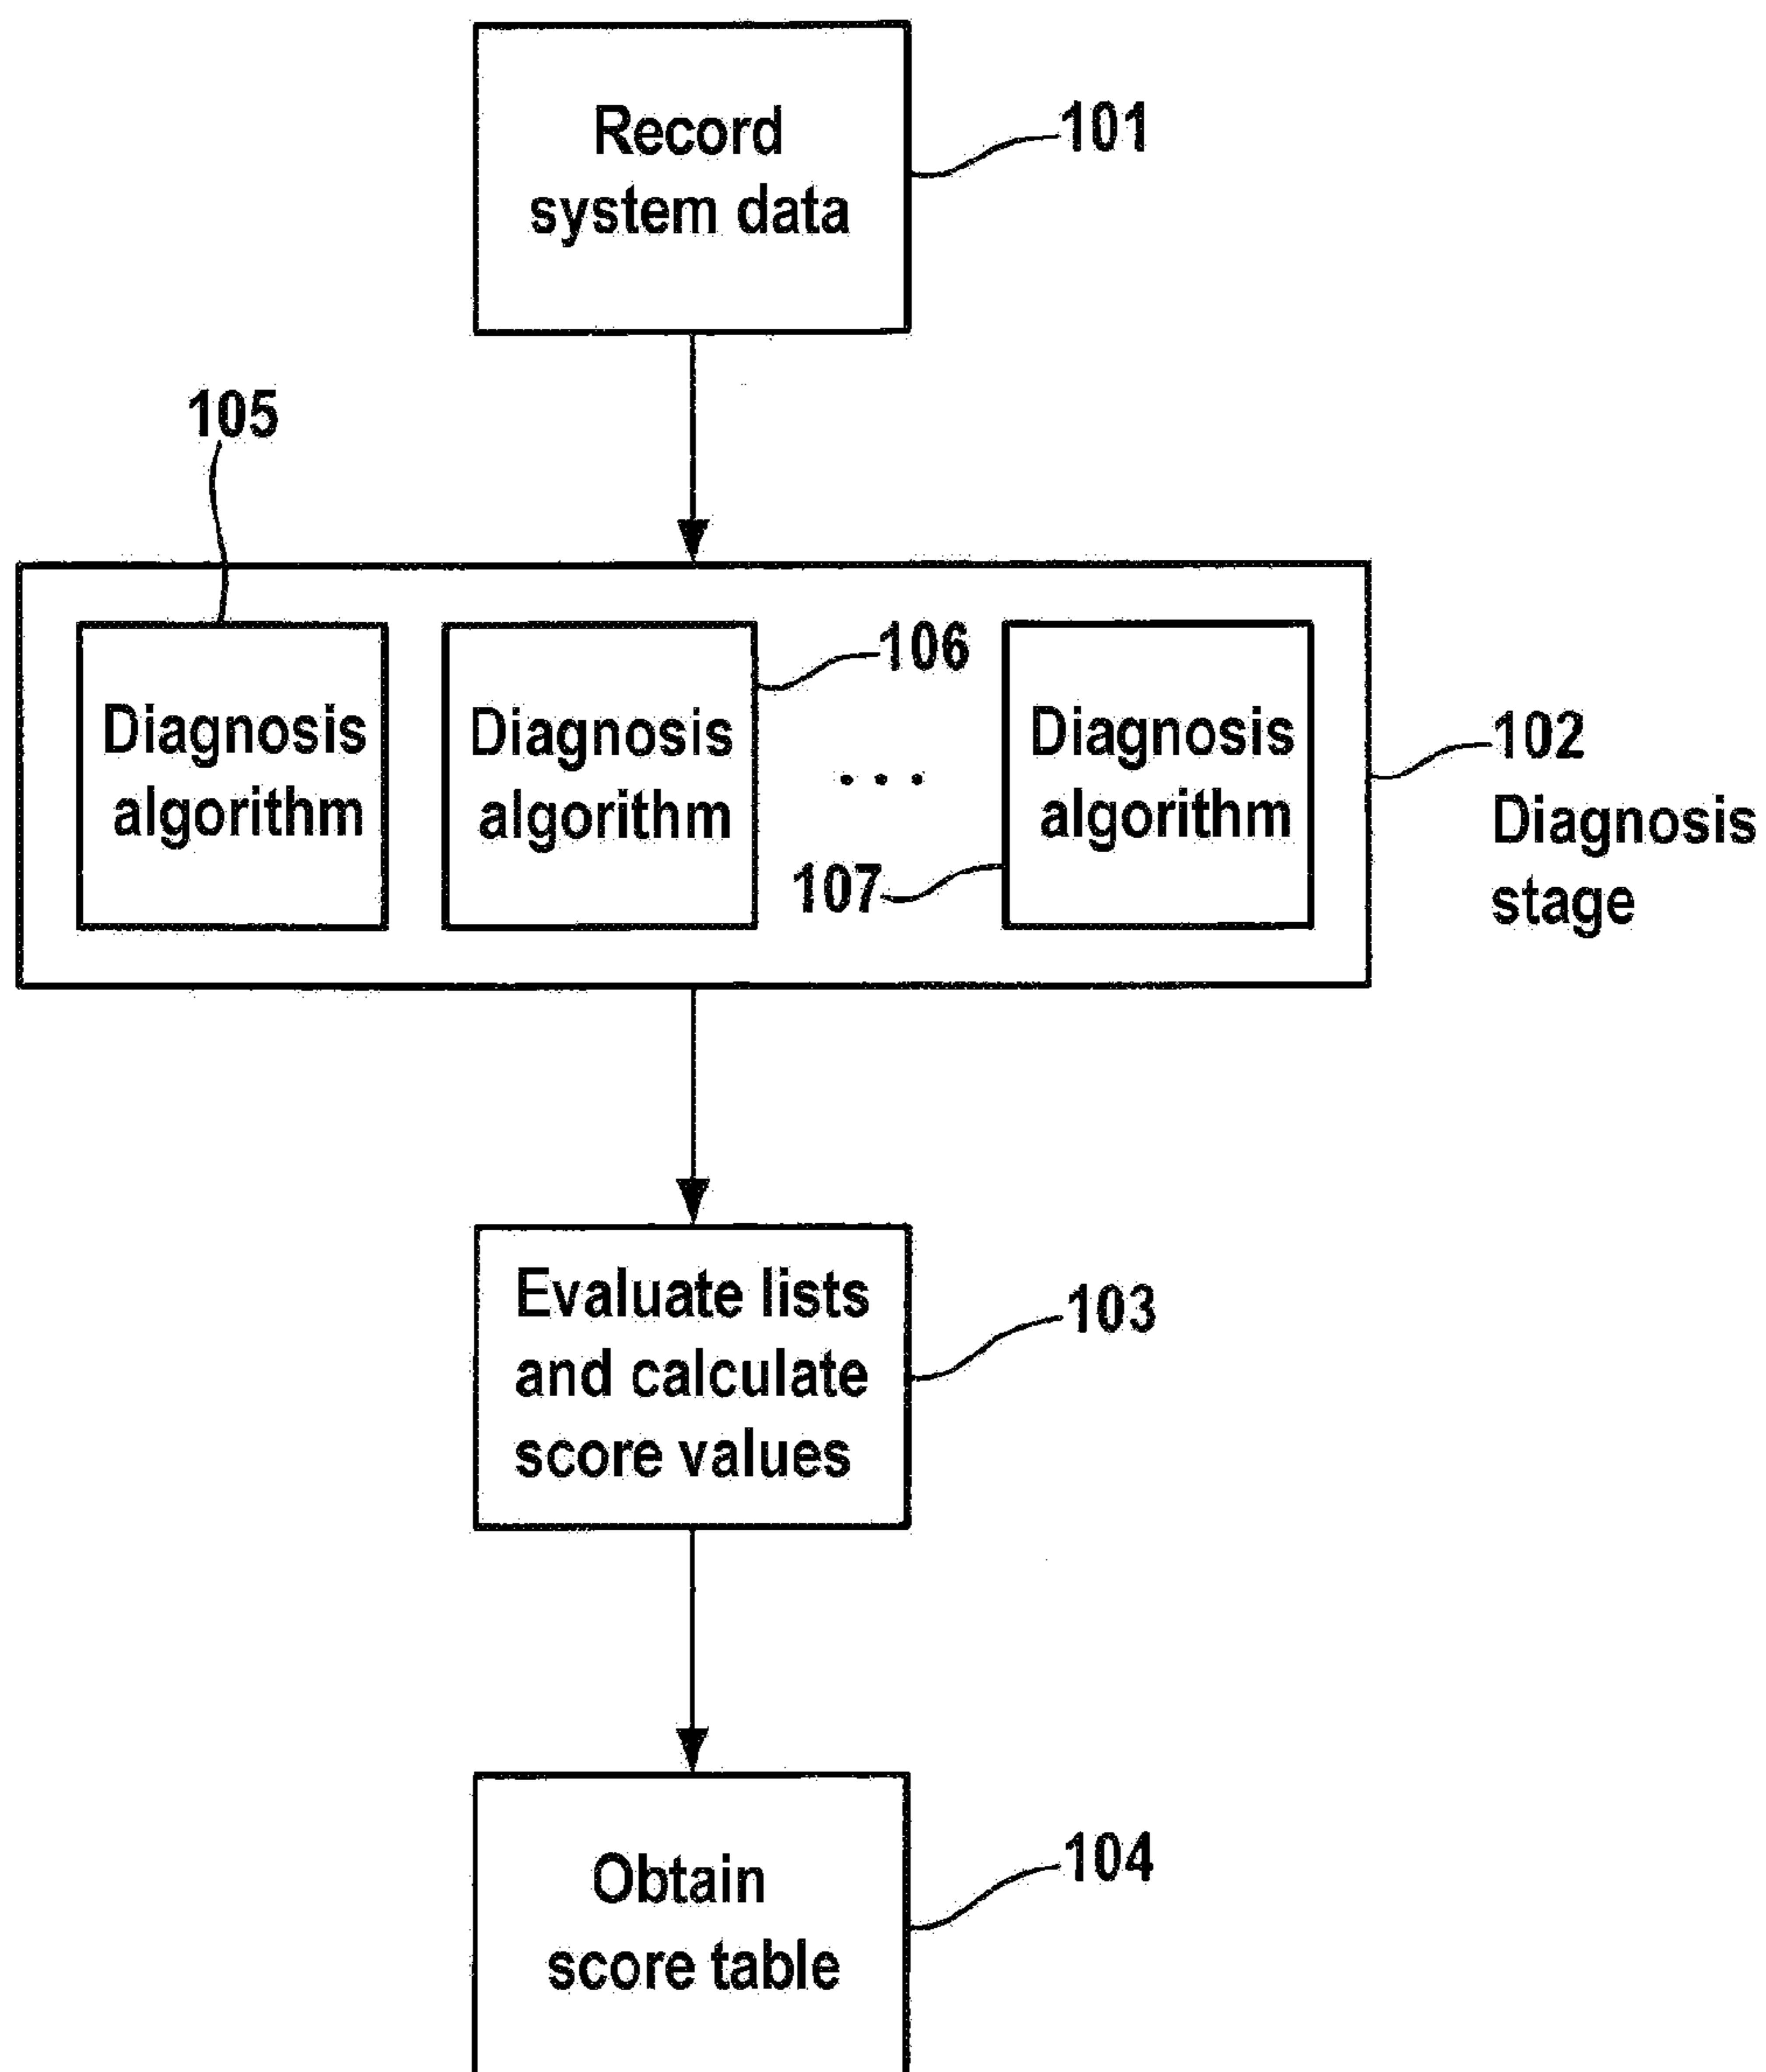 Record
system data
101
105
Diagnosis
algorithm
Diagnosis
algorithm
106
...
107
Diagnosis
algorithm
102
Diagnosis
stage
Evaluate lists
and calculate
score values
103
Obtain
score table
104